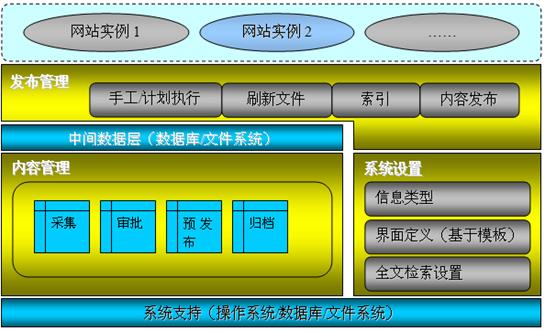 网站实例 1
网站实例 2
……
发布管理
手工/计划执行
刷新文件
索引
内容发布
中间数据层（数据库/文件系统）
内容管理
采集
审批
预 发
布
归档
系统设置
信息类型
界面定义（基于模板）
全文检索设置
系统支持（操作系统/数据库/文件系统）